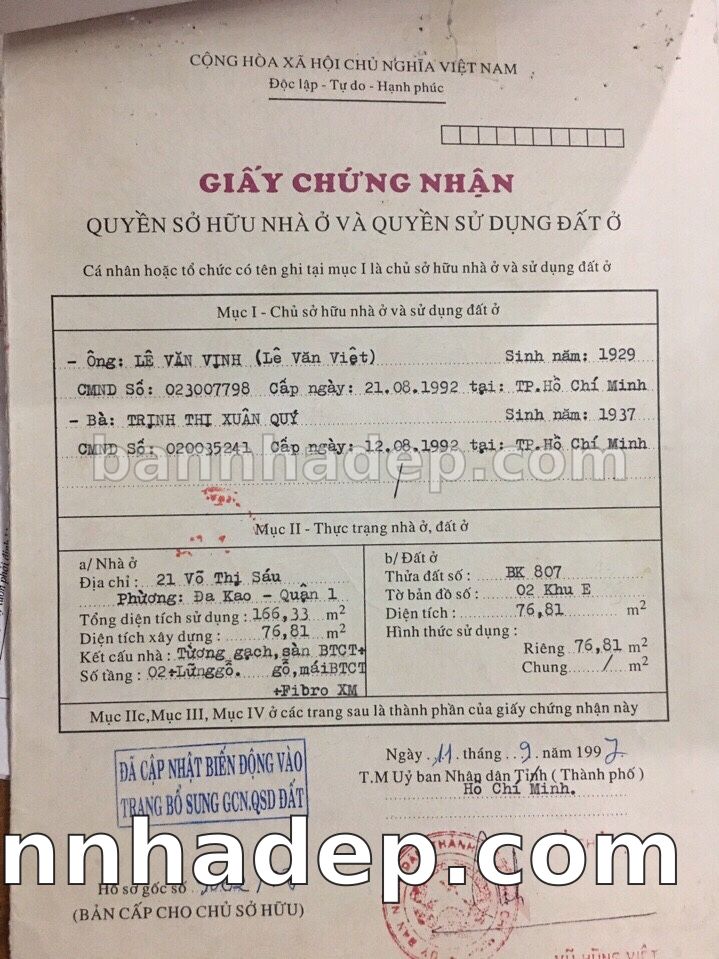 CỘNG HÒA XÃ HỘI CHỦ NGHĨA VIỆT NAM
Độc lập - Tự do - Hạnh phúc
GIẤY CHỨNG NHẬN
QUYỀN SỞ HỮU NHÀ Ở VÀ QUYỀN SỬ DỤNG ĐẤT Ở
Cá nhân hoặc tổ chức có tên ghi tại mục I là chủ sở hữu nhà ở và sử dụng đất ở
Mục I - Chủ sở hữu nhà ở và sử dụng đất ở
- Ông: LÊ VĂN VỊNH (Lê Văn Việt) Sinh năm: 1929
CMND Số: 023007798 Cấp ngày: 21.08.1992 tại: TP.Hồ Chí Minh
- Bà: TRỊNH THỊ XUÂN QUÝ Sinh năm: 1937
CMND Số: 020035241 Cấp ngày: 12.08.1992 tại: TP.Hồ Chí Minh
bannhadep.com
Mục II - Thực trạng nhà ở, đất ở
a/ Nhà ở
Địa chỉ : 21 Võ Thị Sáu
Phường: Đa Kao - Quận 1
Tổng diện tích sử dụng : 166,33 m2
Diện tích xây dựng : 76,81 m2
Kết cấu nhà : Tường gạch,sàn BTCT+
Số tầng : 02+Lửnggỗ. gỗ,máiBTCT
+Fibro XM
b/ Đất ở
Thửa đất số : BK 807
Tờ bản đồ số : 02 Khu E
Diện tích : 76,81 m2
Hình thức sử dụng :
Riêng 76,81 m2
Chung / m2
Mục IIc,Mục III, Mục IV ở các trang sau là thành phần của giấy chứng nhận này
ĐÃ CẬP NHẬT BIẾN ĐỘNG VÀO
TRANG BỔ SUNG GCN.QSD ĐẤT
Ngày 11 tháng 9 năm 1997
T.M Uỷ ban Nhân dân Tỉnh ( Thành phố )
Hồ Chí Minh.
nnhadep.com
Hồ sơ gốc số
(BẢN CẤP CHO CHỦ SỞ HỮU)
VŨ HÙNG VIỆT